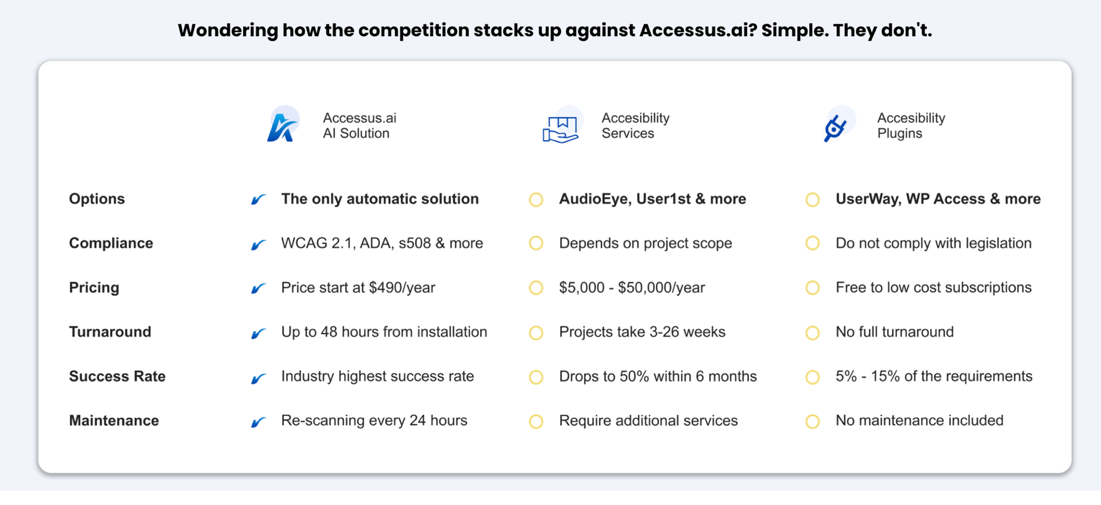 Wondering how the competition stacks up against Accessus.ai? Simple. They don't.
Accessus.ai
AI Solution
Accesibility
Services
Accesibility
Plugins
Options The only automatic solution AudioEye, User1st & more UserWay, WP Access & more
Compliance WCAG 2.1, ADA, s508 & more Depends on project scope Do not comply with legislation
Pricing Price start at $490/year $5,000 - $50,000/year Free to low cost subscriptions
Turnaround Up to 48 hours from installation Projects take 3-26 weeks No full turnaround
Success Rate Industry highest success rate Drops to 50% within 6 months 5% - 15% of the requirements
Maintenance Re-scanning every 24 hours Require additional services No maintenance included